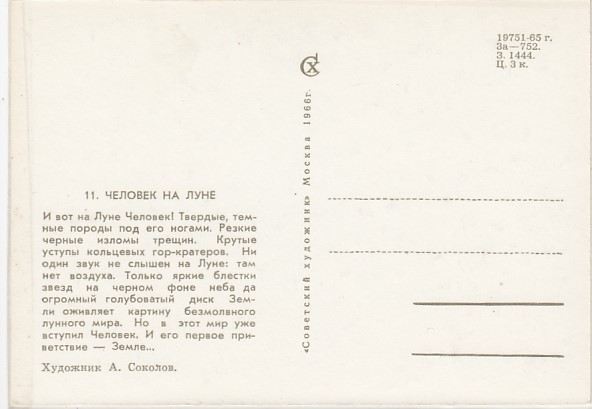 19751-65 г.
За—752.
З. 1444.
Ц. 3 к.
СХ
«Советский художник» Москва 1966г.
11. ЧЕЛОВЕК НА ЛУНЕ
И вот на Луне Человек! Твердые, тем-
ные породы под его ногами. Резкие
черные изломы трещин. Крутые
уступы кольцевых гор-кратеров. Ни
один звук не слышен на Луне: там
нет воздуха. Только яркие блестки
звезд на черном фоне неба да
огромный голубоватый диск Зем-
ли оживляет картину безмолвного
лунного мира. Но в этот мир уже
вступил Человек. И его первое при-
ветствие — Земле...
Художник А. Соколов.